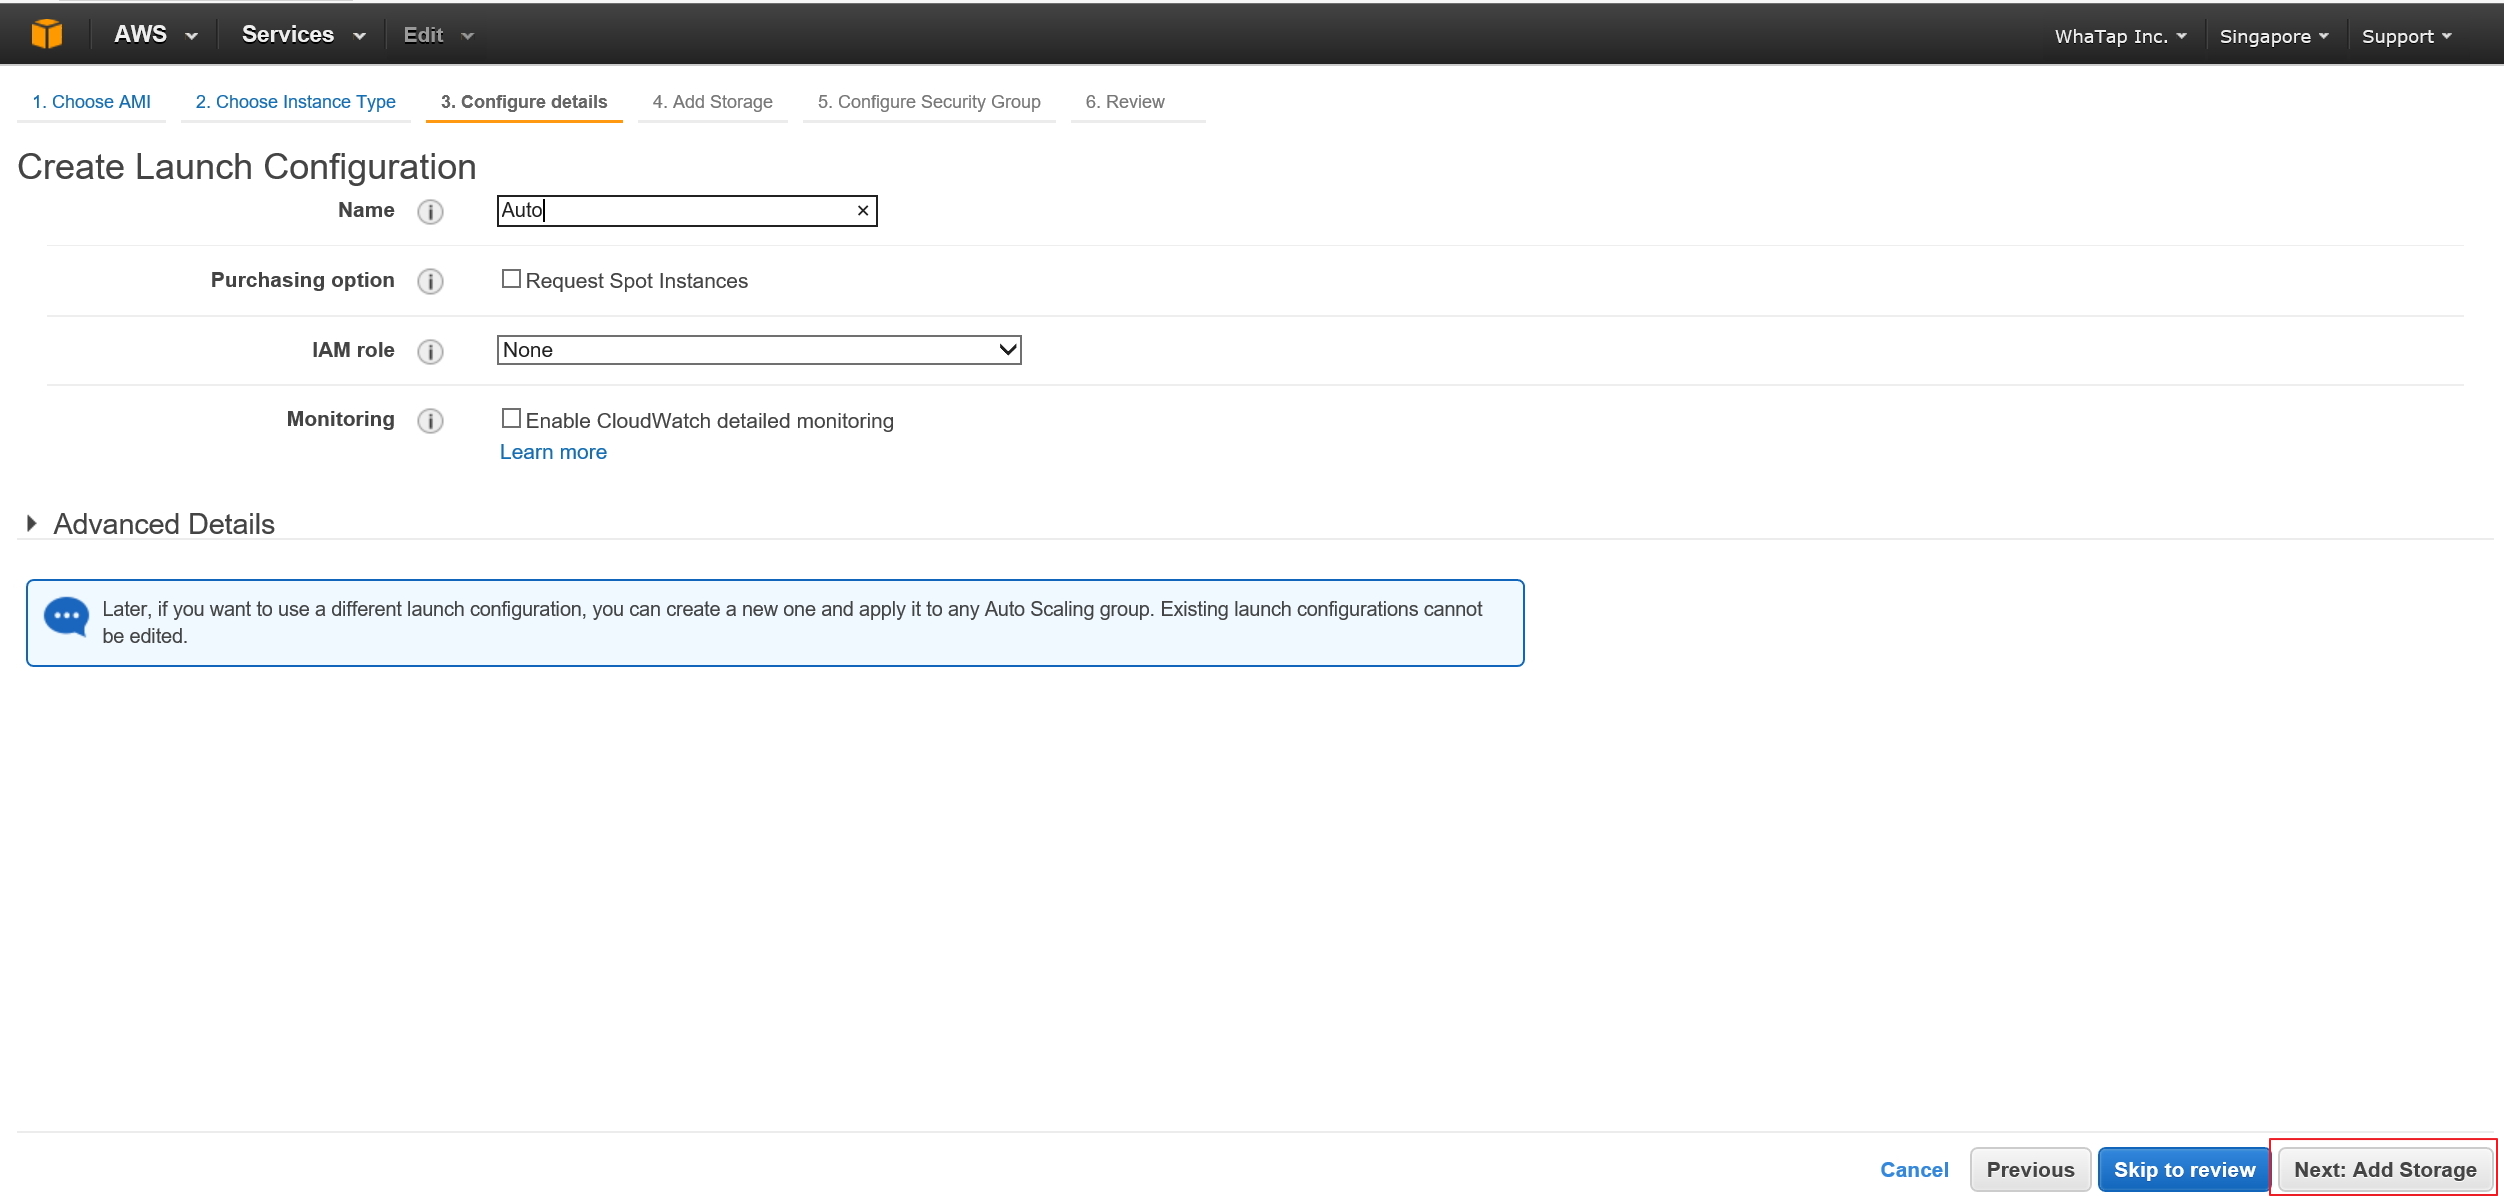 AWS Services Edit WhaTap Inc. Singapore Support
1. Choose AMI 2. Choose Instance Type 3. Configure details 4. Add Storage 5. Configure Security Group 6. Review
Create Launch Configuration
Name i Auto ×
Purchasing option i Request Spot Instances
IAM role i None
Monitoring i Enable CloudWatch detailed monitoring
Learn more
Advanced Details
Later, if you want to use a different launch configuration, you can create a new one and apply it to any Auto Scaling group. Existing launch configurations cannot
be edited.
Cancel Previous Skip to review Next: Add Storage